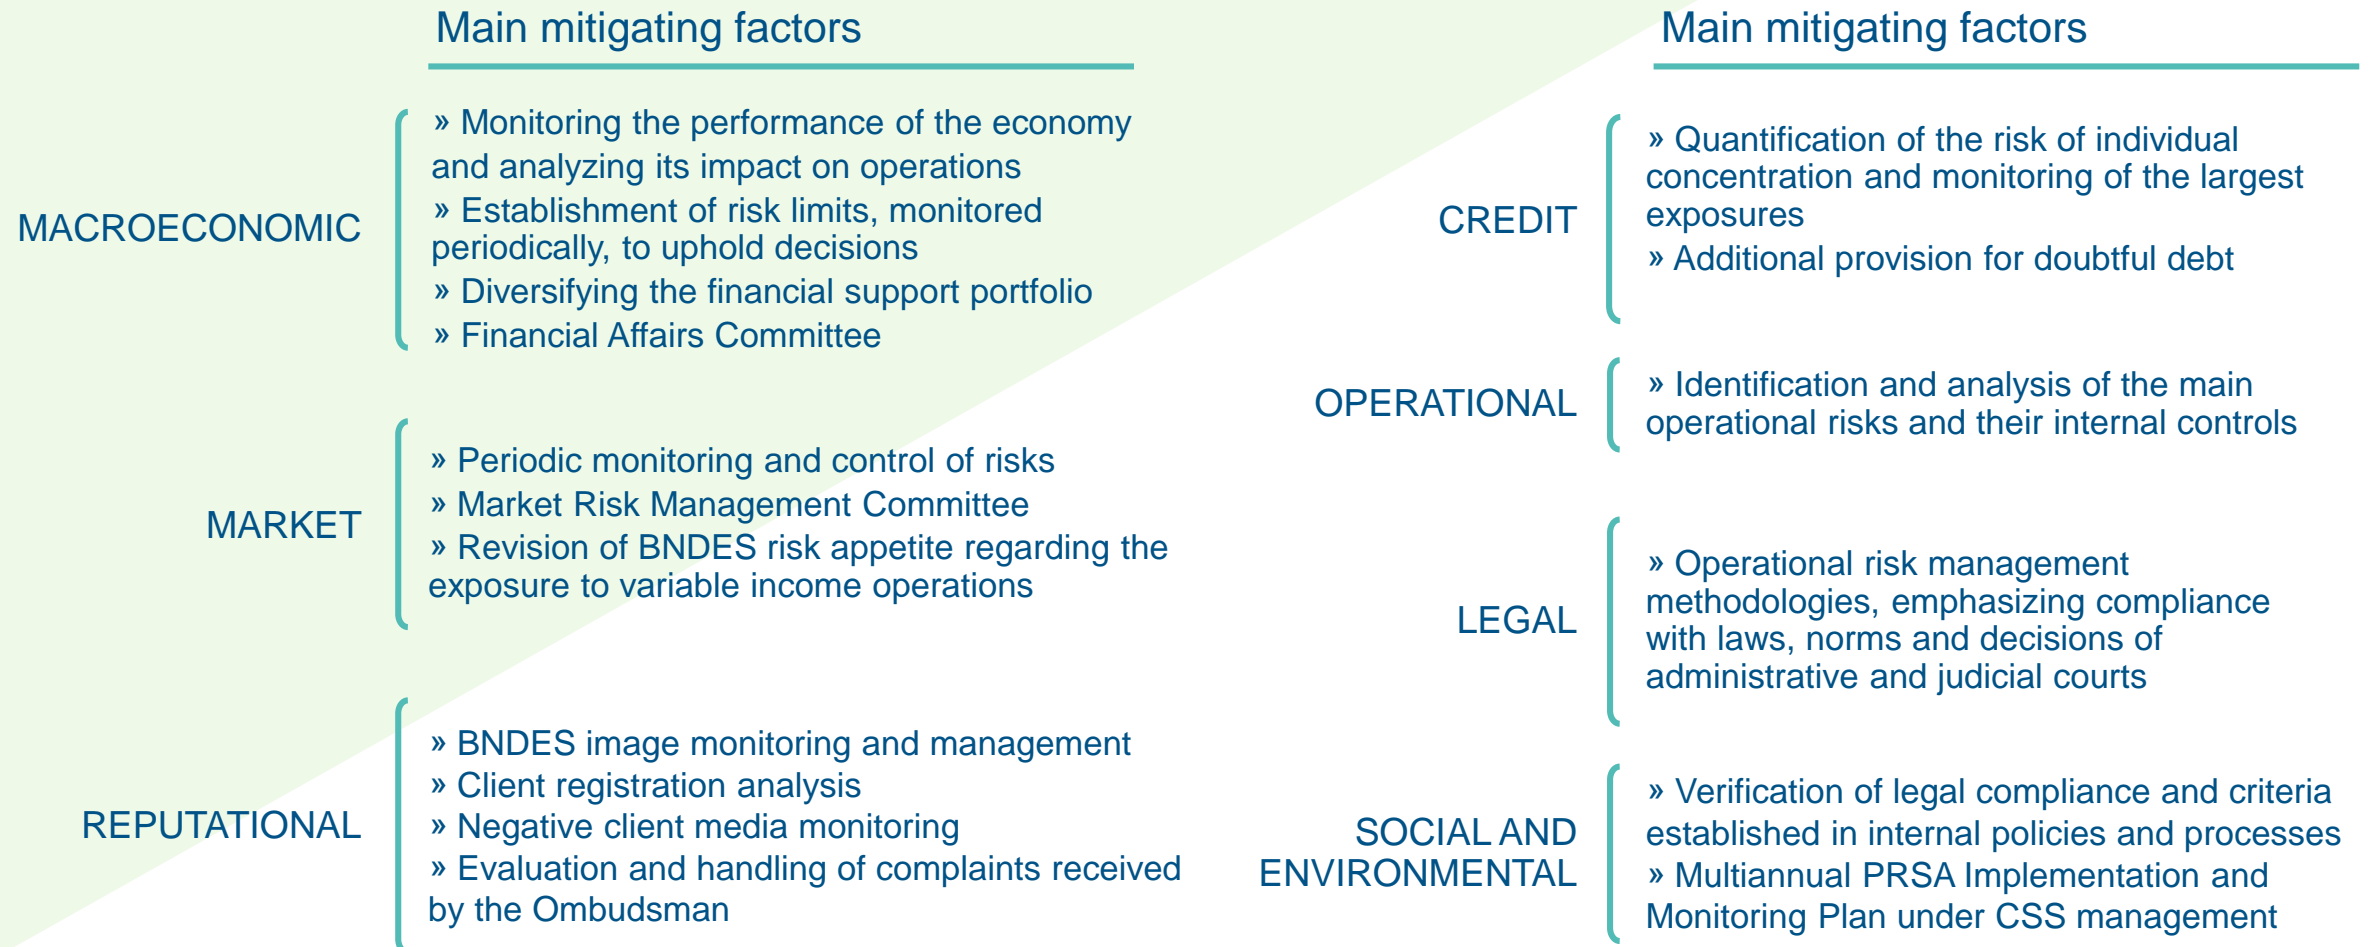 Main mitigating factors
MACROECONOMIC
» Monitoring the performance of the economy
and analyzing its impact on operations
» Establishment of risk limits, monitored
periodically, to uphold decisions
» Diversifying the financial support portfolio
» Financial Affairs Committee
MARKET
» Periodic monitoring and control of risks
» Market Risk Management Committee
» Revision of BNDES risk appetite regarding the
exposure to variable income operations
REPUTATIONAL
» BNDES image monitoring and management
» Client registration analysis
» Negative client media monitoring
» Evaluation and handling of complaints received
by the Ombudsman
Main mitigating factors
CREDIT
» Quantification of the risk of individual
concentration and monitoring of the largest
exposures
» Additional provision for doubtful debt
OPERATIONAL
» Identification and analysis of the main
operational risks and their internal controls
LEGAL
» Operational risk management
methodologies, emphasizing compliance
with laws, norms and decisions of
administrative and judicial courts
SOCIAL AND
ENVIRONMENTAL
» Verification of legal compliance and criteria
established in internal policies and processes
» Multiannual PRSA Implementation and
Monitoring Plan under CSS management